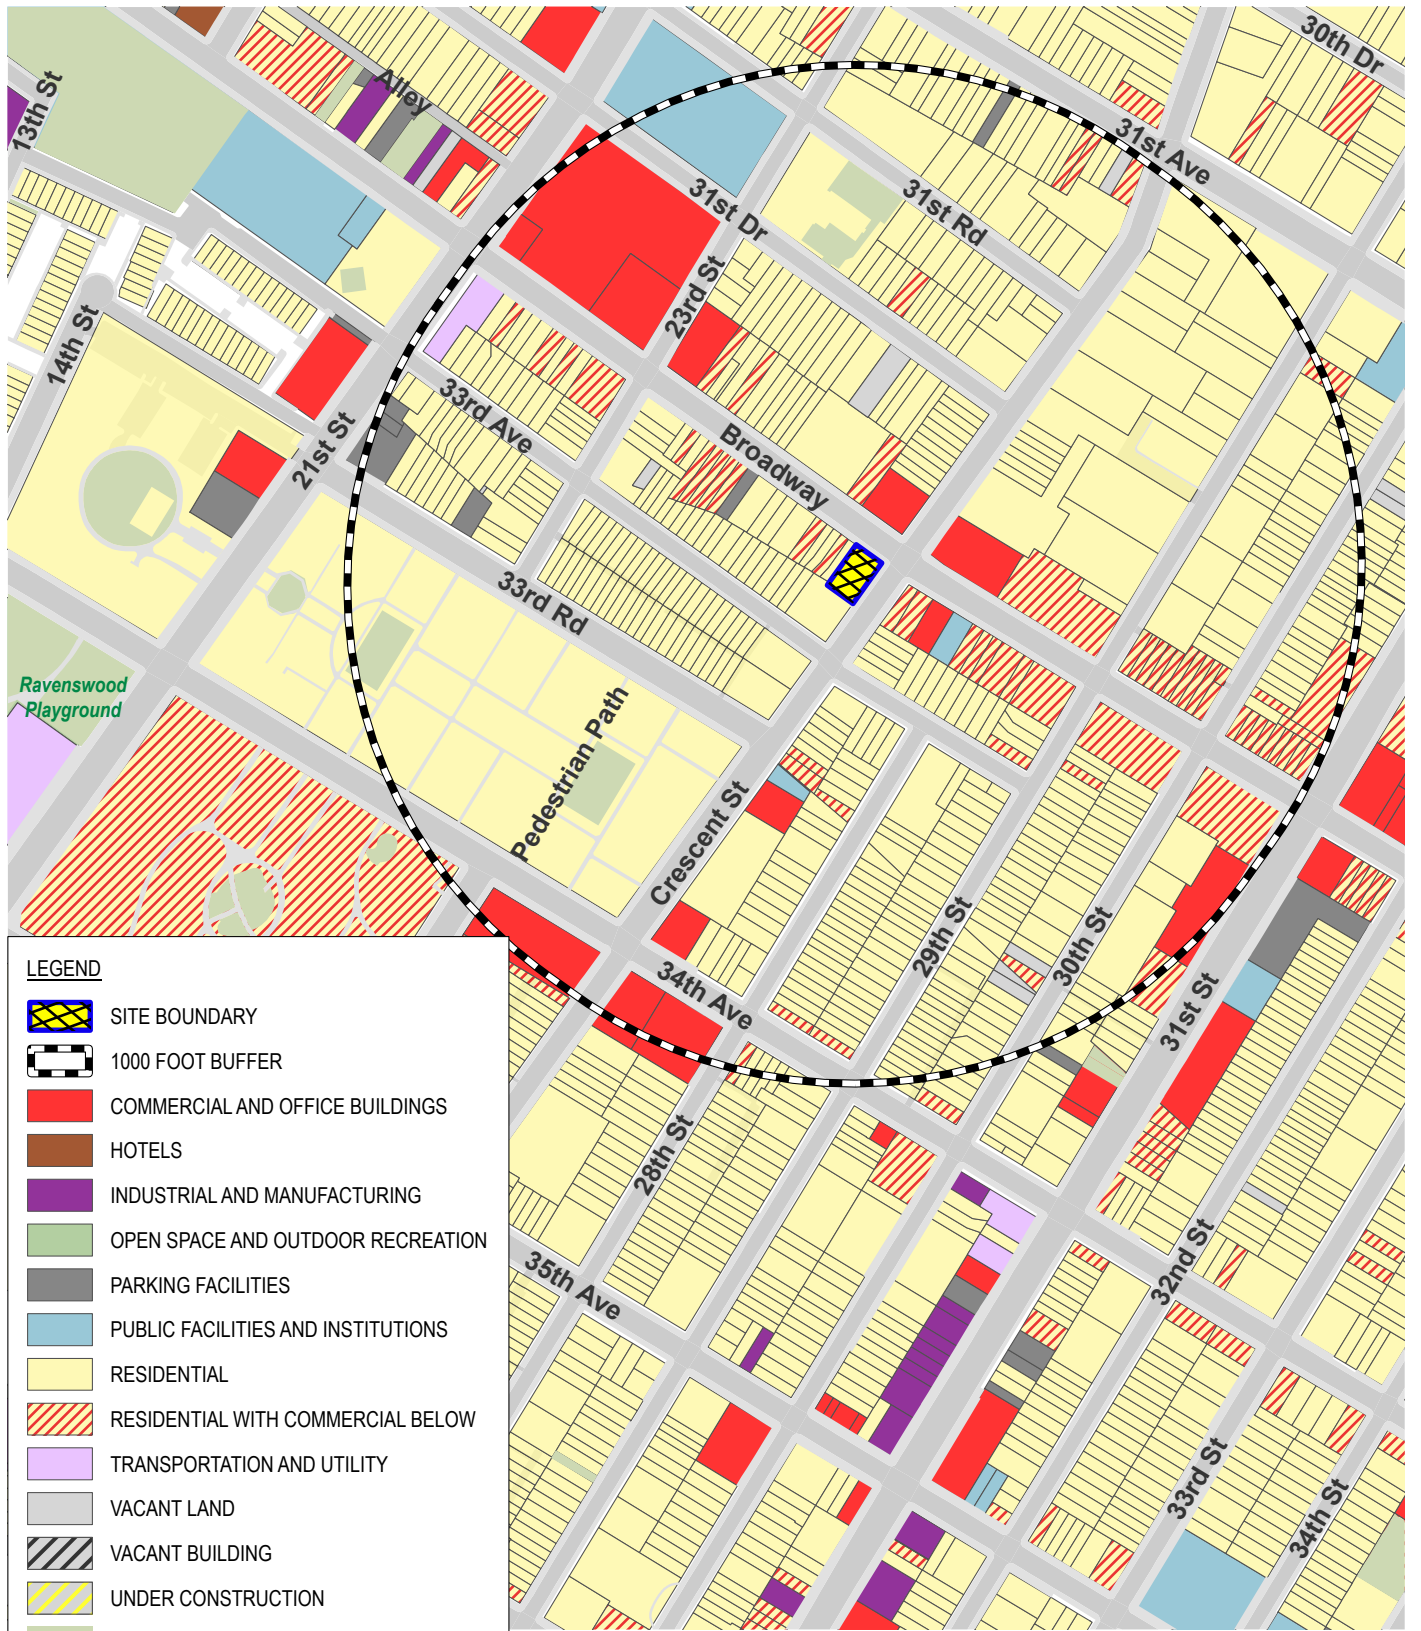 30th Dr
13th St
Alley
31st Ave
31st Dr
31st Rd
23rd St
14th St
33rd Ave
21st St
Broadway
33rd Rd
Ravenswood
Playground
Pedestrian Path
Crescent St
29th St
30th St
34th Ave
31st St
28th St
32nd St
35th Ave
33rd St
34th St
LEGEND
SITE BOUNDARY
1000 FOOT BUFFER
COMMERCIAL AND OFFICE BUILDINGS
HOTELS
INDUSTRIAL AND MANUFACTURING
OPEN SPACE AND OUTDOOR RECREATION
PARKING FACILITIES
PUBLIC FACILITIES AND INSTITUTIONS
RESIDENTIAL
RESIDENTIAL WITH COMMERCIAL BELOW
TRANSPORTATION AND UTILITY
VACANT LAND
VACANT BUILDING
UNDER CONSTRUCTION